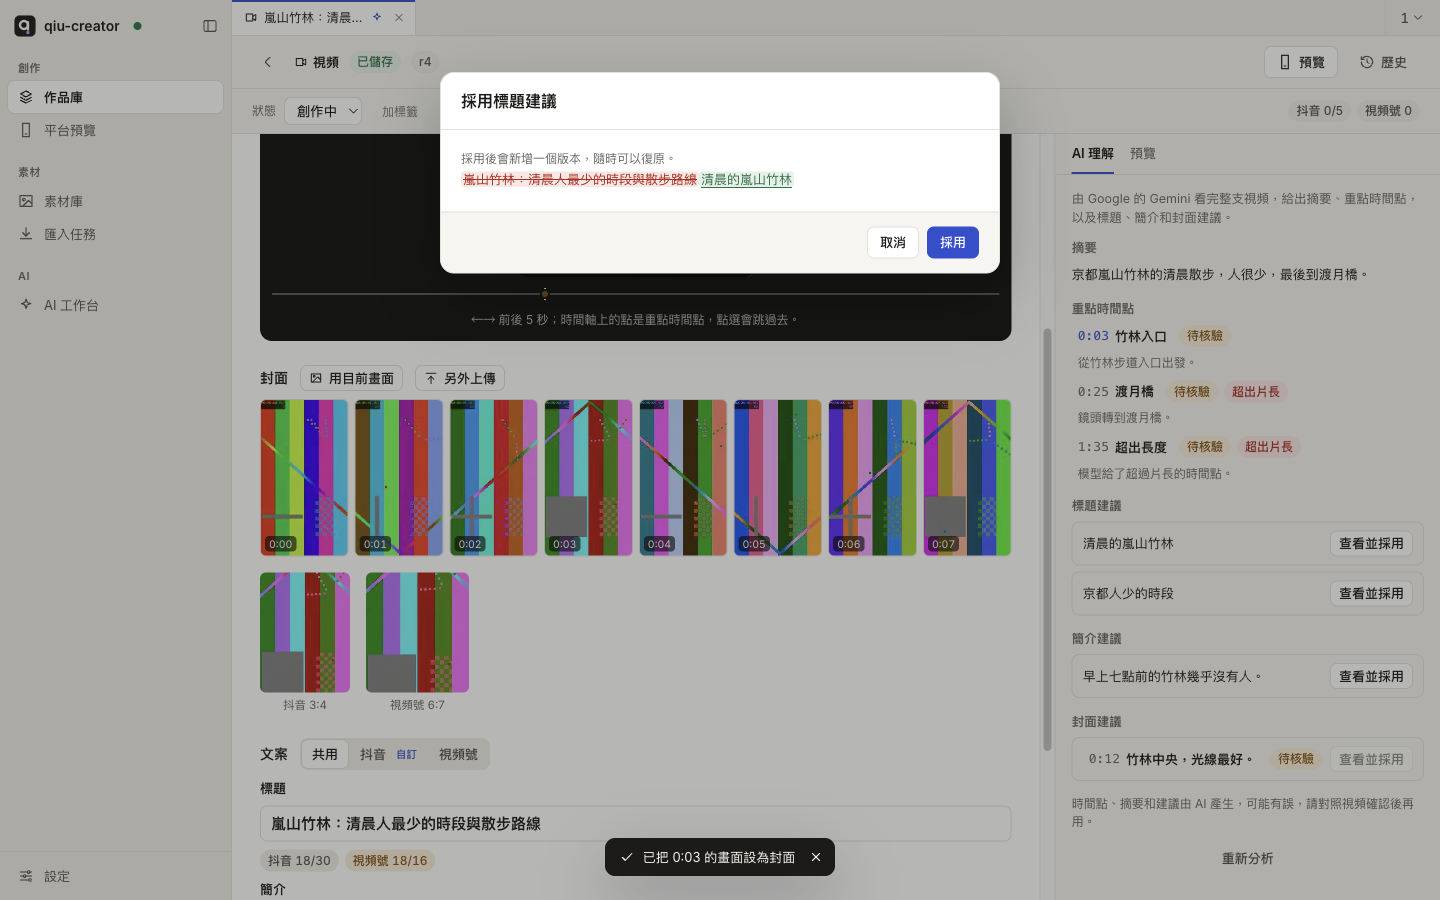 qiu-creator
創作
作品庫
平台預覽
素材
素材庫
匯入任務
AI
AI 工作台
設定
嵐山竹林：清晨...
1
視頻
已儲存
r4
預覽
歷史
狀態
創作中
加標籤
抖音 0/5
視頻號 0
採用標題建議
採用後會新增一個版本，隨時可以復原。
嵐山竹林：清晨人最少的時段與散步路線 清晨的嵐山竹林
取消
採用
←→ 前後 5 秒；時間軸上的點是重點時間點，點選會跳過去。
封面
用目前畫面
另外上傳
0:00
0:01
0:02
0:03
0:04
0:05
0:06
0:07
抖音 3:4
視頻號 6:7
文案
共用
抖音 自訂
視頻號
標題
嵐山竹林：清晨人最少的時段與散步路線
抖音 18/30
視頻號 18/16
簡介
已把 0:03 的畫面設為封面
AI 理解
預覽
由 Google 的 Gemini 看完整支視頻，給出摘要、重點時間點，
以及標題、簡介和封面建議。
摘要
京都嵐山竹林的清晨散步，人很少，最後到渡月橋。
重點時間點
0:03 竹林入口 待核驗
從竹林步道入口出發。
0:25 渡月橋 待核驗 超出片長
鏡頭轉到渡月橋。
1:35 超出長度 待核驗 超出片長
模型給了超過片長的時間點。
標題建議
清晨的嵐山竹林
查看並採用
京都人少的時段
查看並採用
簡介建議
早上七點前的竹林幾乎沒有人。
查看並採用
封面建議
0:12 竹林中央，光線最好。 待核驗
查看並採用
時間點、摘要和建議由 AI 產生，可能有誤，請對照視頻確認後再
用。
重新分析